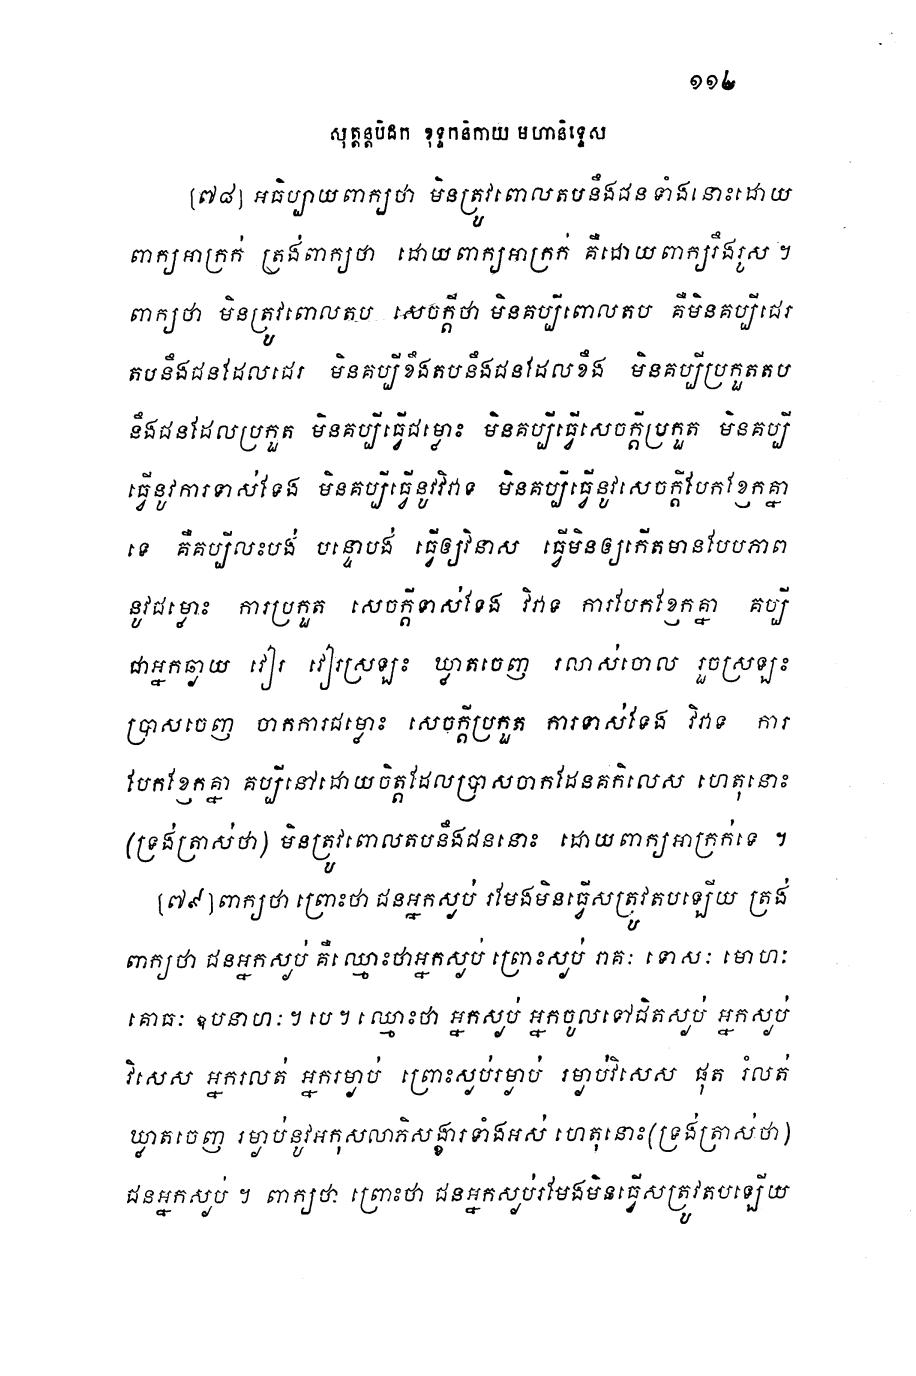 ១១៤
សុត្តន្តបិដក ខុទ្ទកនិកាយ មហានិទ្ទេស
[៧៨] អធិប្បាយពាក្យថា មិនត្រូវពោលតបនឹងជនទាំងនោះដោយ
ពាក្យអាក្រក់ ត្រង់ពាក្យថា ដោយពាក្យអាក្រក់ គឺដោយពាក្យរឹងរូស ។
ពាក្យថា មិនត្រូវពោលតប សេចក្តីថា មិនគប្បីពោលតប គឺមិនគប្បីជេរ
តបនឹងជនដែលជេរ មិនគប្បីខឹងតបនឹងជនដែលខឹង មិនគប្បីប្រកួតតប
នឹងជនដែលប្រកួត មិនគប្បីធ្វើជម្លោះ មិនគប្បីធ្វើសេចក្តីប្រកួត មិនគប្បី
ធ្វើនូវការទាស់ទែង មិនគប្បីធ្វើនូវវិវាទ មិនគប្បីធ្វើនូវសេចក្តីបែកខ្ញែកគ្នា
ទេ គឺគប្បីលះបង់ បន្ទោបង់ ធ្វើឲ្យវិនាស ធ្វើមិនឲ្យកើតមានបែបភាព
នូវជម្លោះ ការប្រកួត សេចក្តីទាស់ទែង វិវាទ ការបែកខ្ញែកគ្នា គប្បី
ជាអ្នកឆ្ងាយ វៀរ វៀរស្រឡះ ឃ្លាតចេញ រលាស់ចោល រួចស្រឡះ
ប្រាសចេញ ចាកការជម្លោះ សេចក្តីប្រកួត ការទាស់ទែង វិវាទ ការ
បែកខ្ញែកគ្នា គប្បីនៅដោយចិត្តដែលប្រាសចាកដែនគកិលេស ហេតុនោះ
(ទ្រង់ត្រាស់ថា) មិនត្រូវពោលតបនឹងជននោះ ដោយពាក្យអាក្រក់ទេ ។
[៧៩] ពាក្យថា ព្រោះថា ជនអ្នកស្ងប់ រមែងមិនធ្វើសត្រូវតបឡើយ ត្រង់
ពាក្យថា ជនអ្នកស្ងប់ គឺឈ្មោះថាអ្នកស្ងប់ ព្រោះស្ងប់ រាគៈ ទោសៈ មោហៈ
កោធៈ ឧបនាហៈ ។ បេ ។ ឈ្មោះថា អ្នកស្ងប់ អ្នកចូលទៅជិតស្ងប់ អ្នកស្ងប់
វិសេស អ្នករលត់ អ្នករម្ងាប់ ព្រោះស្ងប់រម្ងាប់ រម្ងាប់វិសេស ផុត រំលត់
ឃ្លាតចេញ រម្ងាប់នូវអកុសលាភិសង្ខារទាំងអស់ ហេតុនោះ (ទ្រង់ត្រាស់ថា)
ជនអ្នកស្ងប់ ។ ពាក្យថា ព្រោះថា ជនអ្នកស្ងប់រមែងមិនធ្វើសត្រូវតបឡើយ